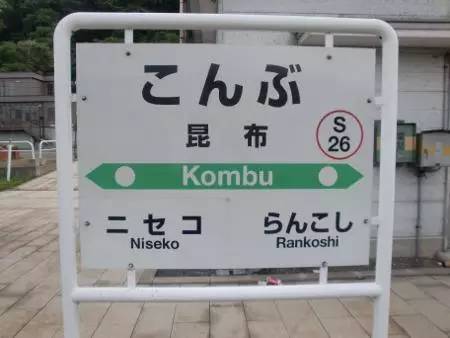 こんぶ
昆布
S
26
Kombu
ニセコ らんこし
Niseko Rankoshi